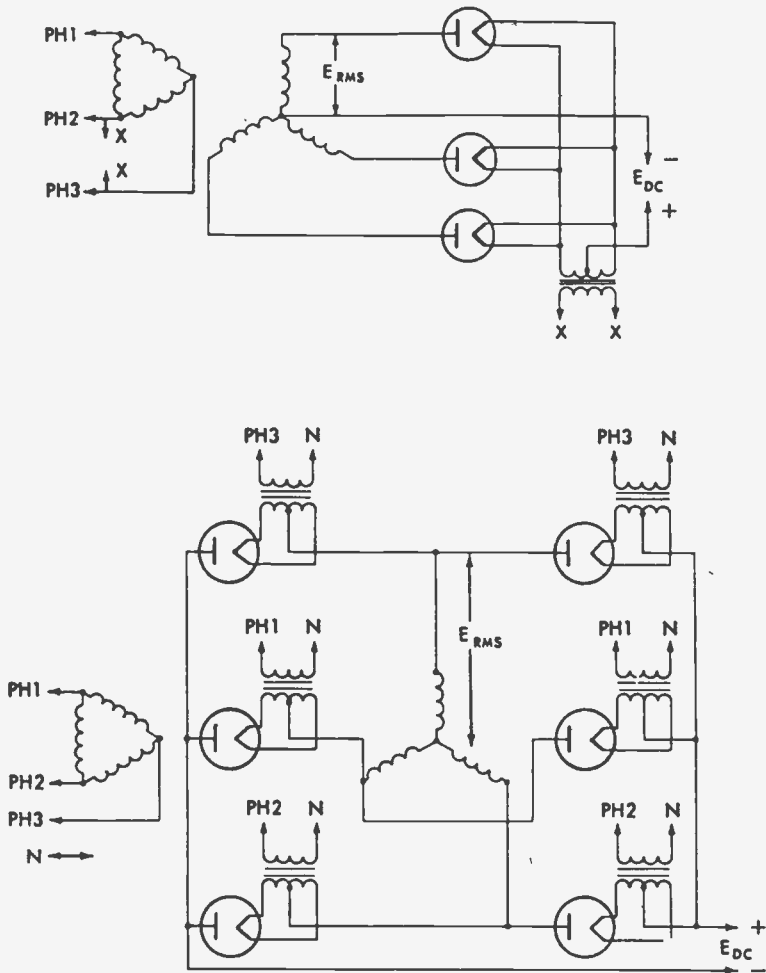 PH1
E RMS
PH2
X
X
PH3
E DC
−
+
X X
PH3 N
PH3 N
E RMS
PH1 N
PH1 N
PH1
PH2
PH3
N
PH2 N
PH2 N
+
E DC
−